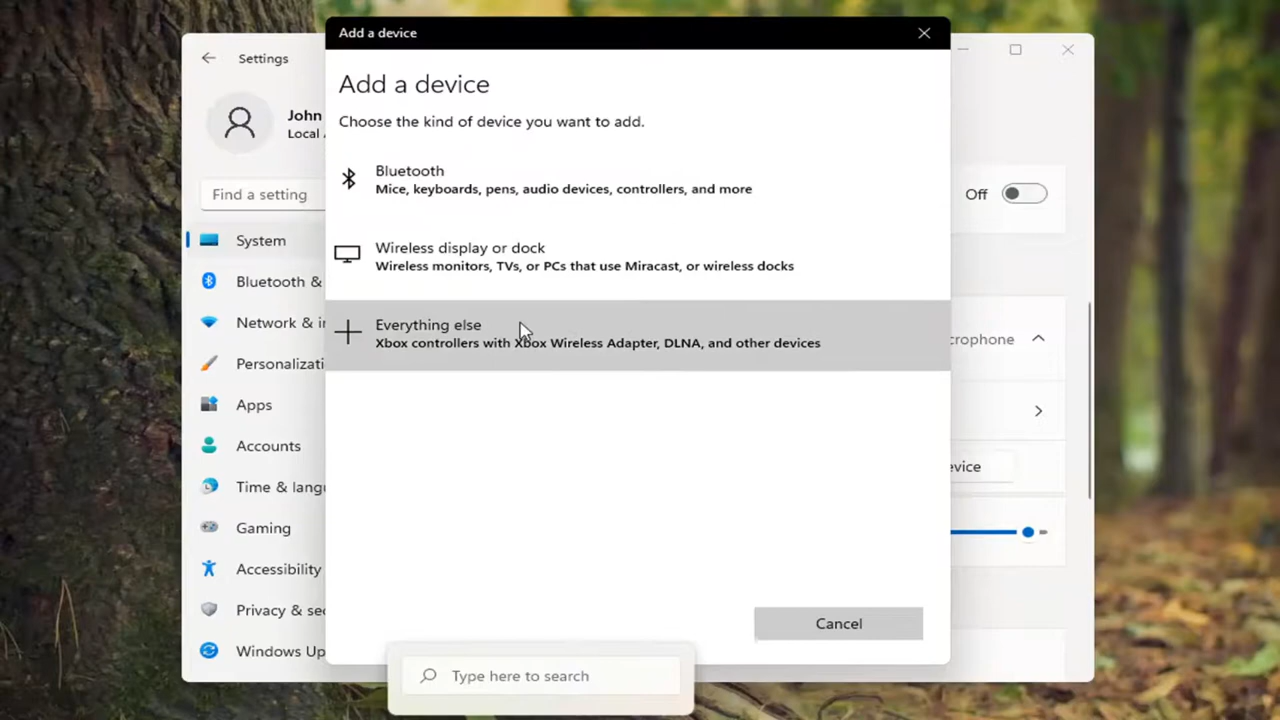 Add a device
Settings
Add a device
John
Local
Choose the kind of device you want to add.
Bluetooth
Mice, keyboards, pens, audio devices, controllers, and more
Find a setting
Off
System
Wireless display or dock
Wireless monitors, TVs, or PCs that use Miracast, or wireless docks
Bluetooth &
Network &
Everything else
Xbox controllers with Xbox Wireless Adapter, DLNA, and other devices
crophone
Personalizati
Apps
Accounts
evice
Time & langu
Gaming
Accessibility
Privacy & sec
Cancel
Windows Up
Type here to search